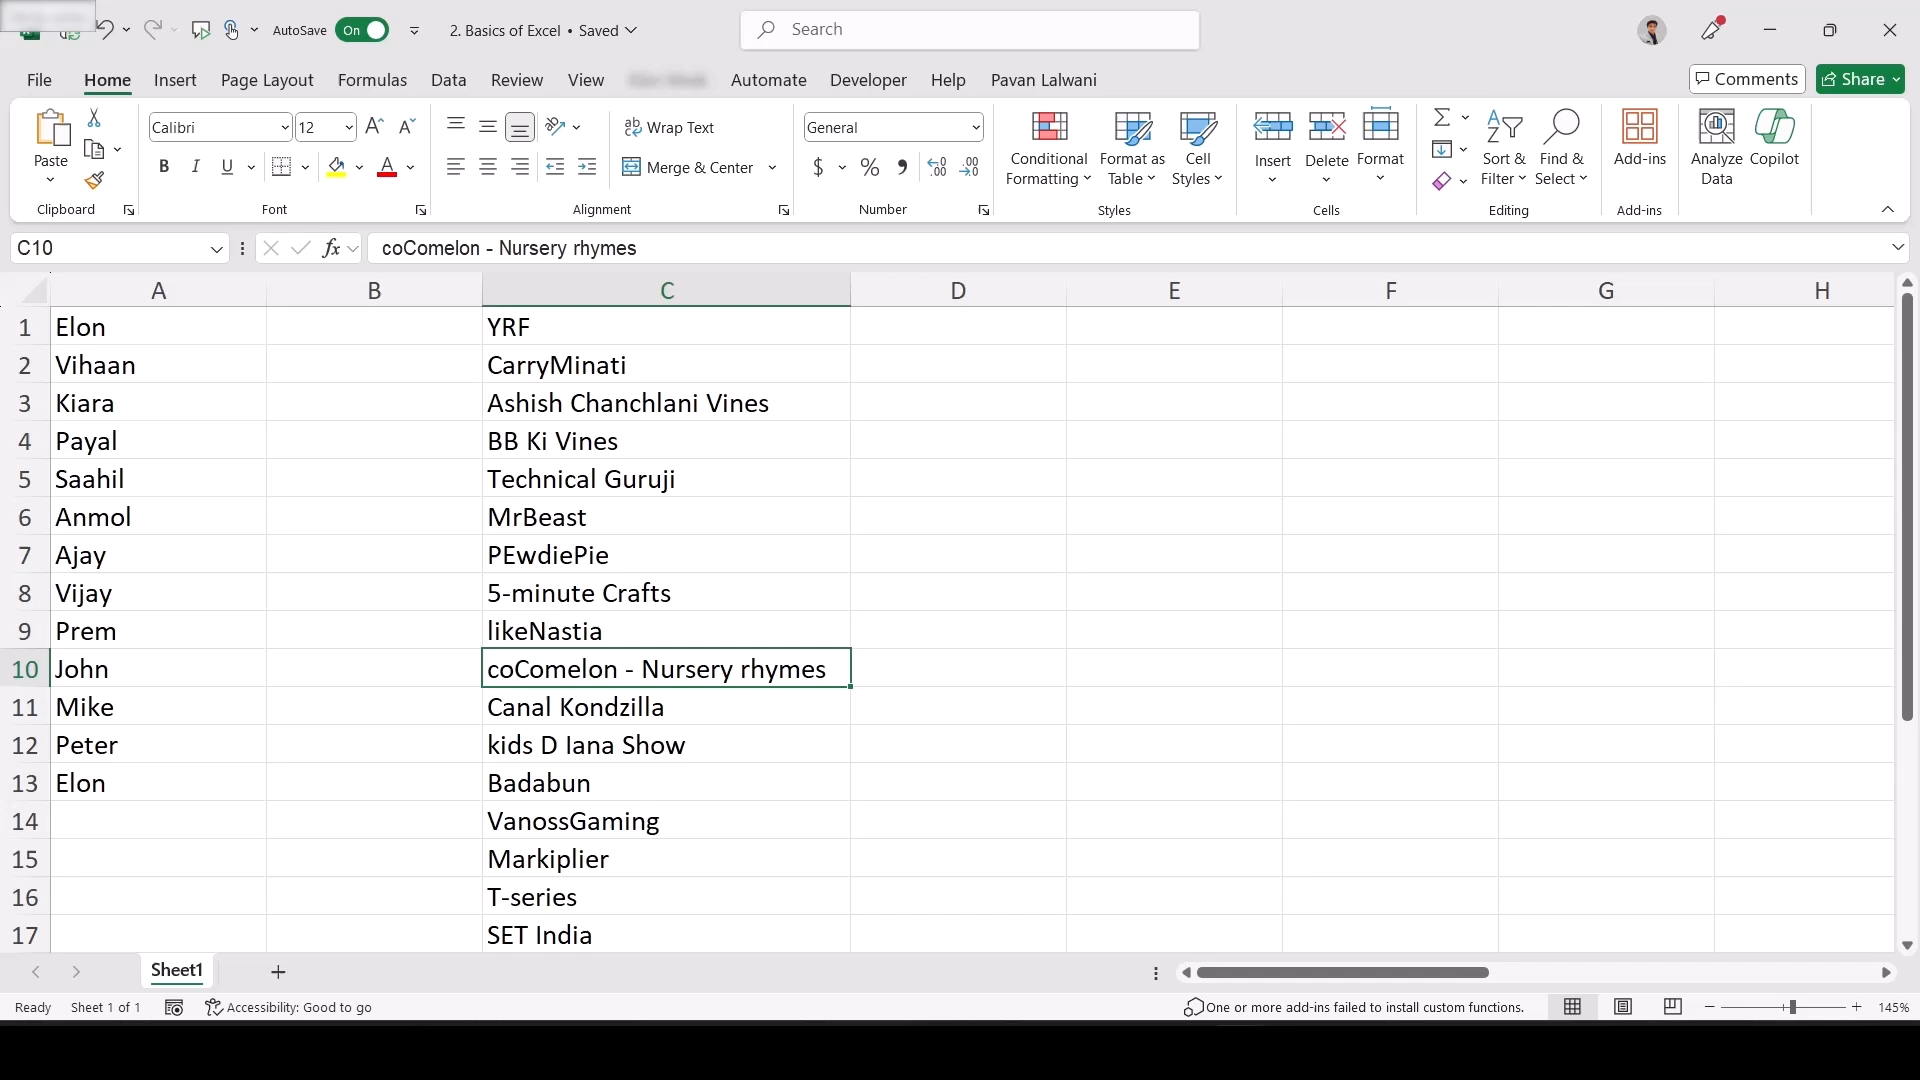 AutoSave On 2. Basics of Excel • Saved Search
File Home Insert Page Layout Formulas Data Review View Automate Developer Help Pavan Lalwani Comments Share
Paste
Calibri 12
B I U A
ab Wrap Text
Merge & Center
General
$ %
Conditional Formatting
Format as Table
Cell Styles
Insert
Delete
Format
Sort & Filter
Find & Select
Add-ins
Analyze Data
Copilot
Clipboard Font Alignment Number Styles Cells Editing Add-ins
C10 fx coComelon - Nursery rhymes
A B C D E F G H
1 Elon YRF
2 Vihaan CarryMinati
3 Kiara Ashish Chanchlani Vines
4 Payal BB Ki Vines
5 Saahil Technical Guruji
6 Anmol MrBeast
7 Ajay PEwdiePie
8 Vijay 5-minute Crafts
9 Prem likeNastia
10 John coComelon - Nursery rhymes
11 Mike Canal Kondzilla
12 Peter kids D Iana Show
13 Elon Badabun
14 VanossGaming
15 Markiplier
16 T-series
17 SET India
Sheet1
Ready Sheet 1 of 1 Accessibility: Good to go One or more add-ins failed to install custom functions. 145%